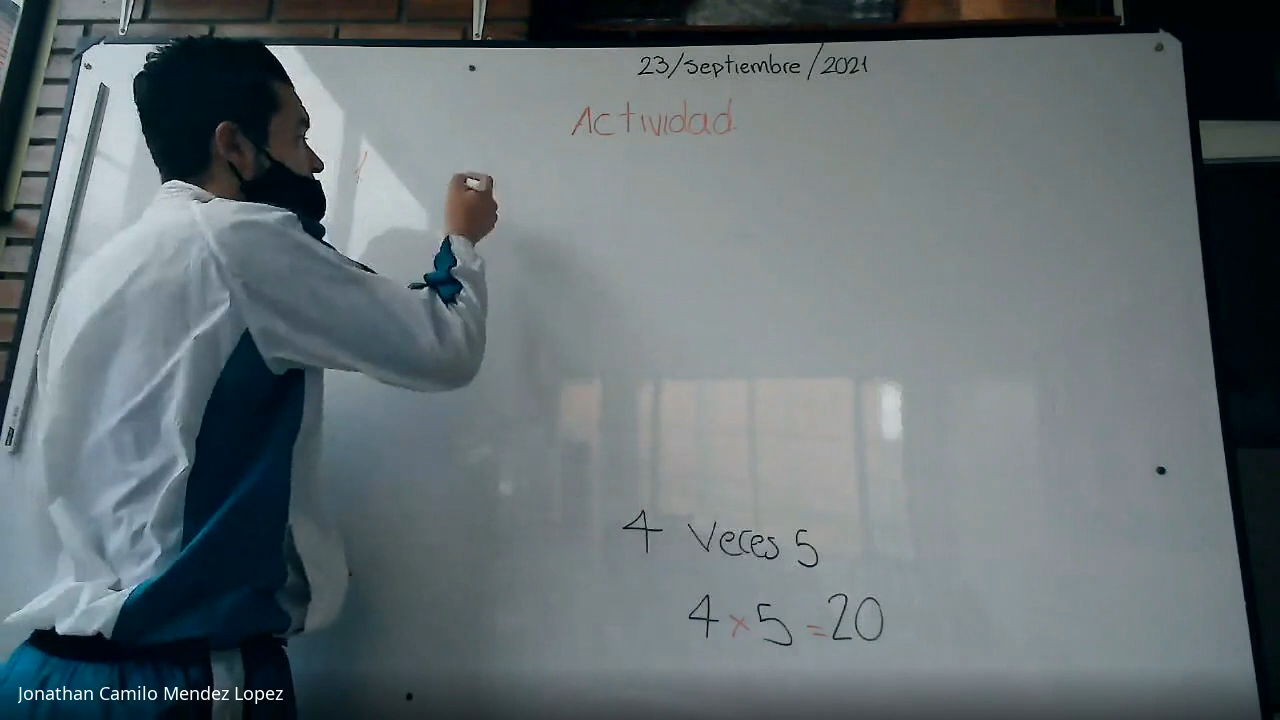 23/Septiembre/2021
Actividad
4 Veces 5
4 x 5 = 20
Jonathan Camilo Mendez Lopez